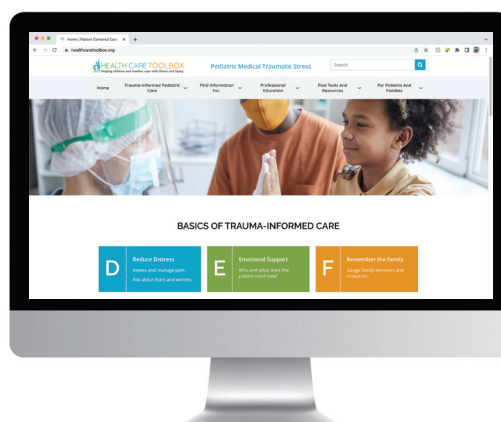 Home | Patient Centered Care
healthcaretoolbox.org
HEALTH CARE TOOLBOX
Helping children and families cope with illness and injury
Pediatric Medical Traumatic Stress
Search
Home
Trauma-Informed Pediatric
Care
Find Information
For:
Professional
Education
Find Tools And
Resources
For Patients And
Families
BASICS OF TRAUMA-INFORMED CARE
D
Reduce Distress
Assess and manage pain.
Ask about fears and worries.
E
Emotional Support
Who and what does the
patient need now?
F
Remember the family
Gauge family stressors and
resources.